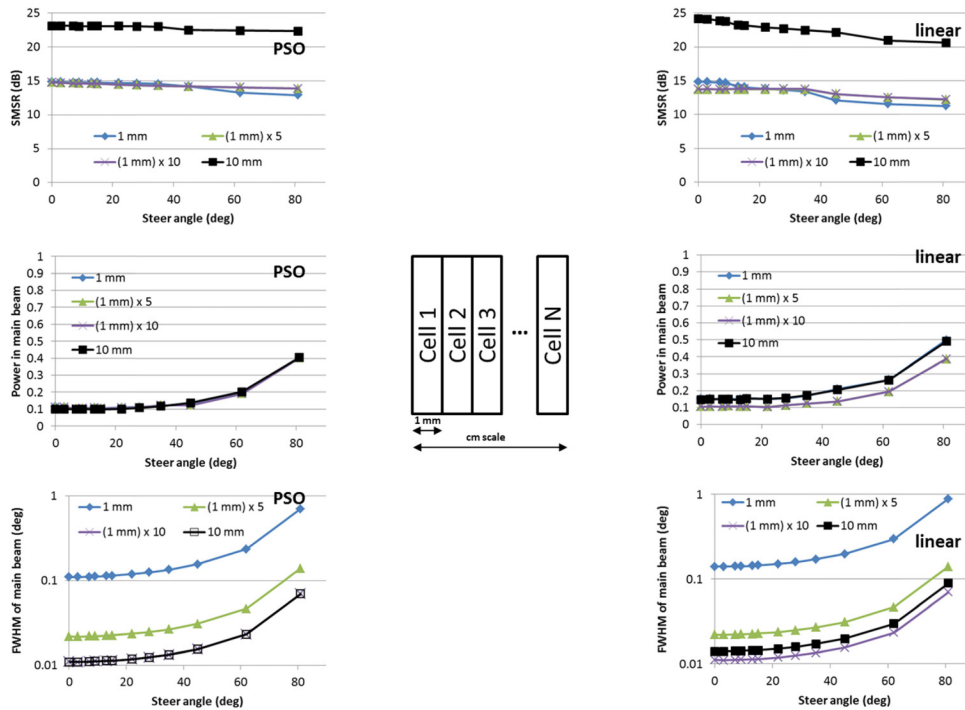 PSO
SMSR (dB)
25
20
15
10
5
0
1 mm
(1 mm) x 5
(1 mm) x 10
10 mm
0 20 40 60 80
Steer angle (deg)
linear
SMSR (dB)
25
20
15
10
5
0
1 mm
(1 mm) x 5
(1 mm) x 10
10 mm
0 20 40 60 80
Steer angle (deg)
PSO
Power in main beam
1
0.9
0.8
0.7
0.6
0.5
0.4
0.3
0.2
0.1
0
1 mm
(1 mm) x 5
(1 mm) x 10
10 mm
0 20 40 60 80
Steer angle (deg)
Cell 1
Cell 2
Cell 3
...
Cell N
1 mm
cm scale
linear
Power in main beam
1
0.9
0.8
0.7
0.6
0.5
0.4
0.3
0.2
0.1
0
1 mm
(1 mm) x 5
(1 mm) x 10
10 mm
0 20 40 60 80
Steer angle (deg)
PSO
FWHM of main beam (deg)
1
0.1
0.01
1 mm
(1 mm) x 5
(1 mm) x 10
10 mm
0 20 40 60 80
Steer angle (deg)
linear
FWHM of main beam (deg)
1
0.1
0.01
1 mm
(1 mm) x 5
(1 mm) x 10
10 mm
0 20 40 60 80
Steer angle (deg)